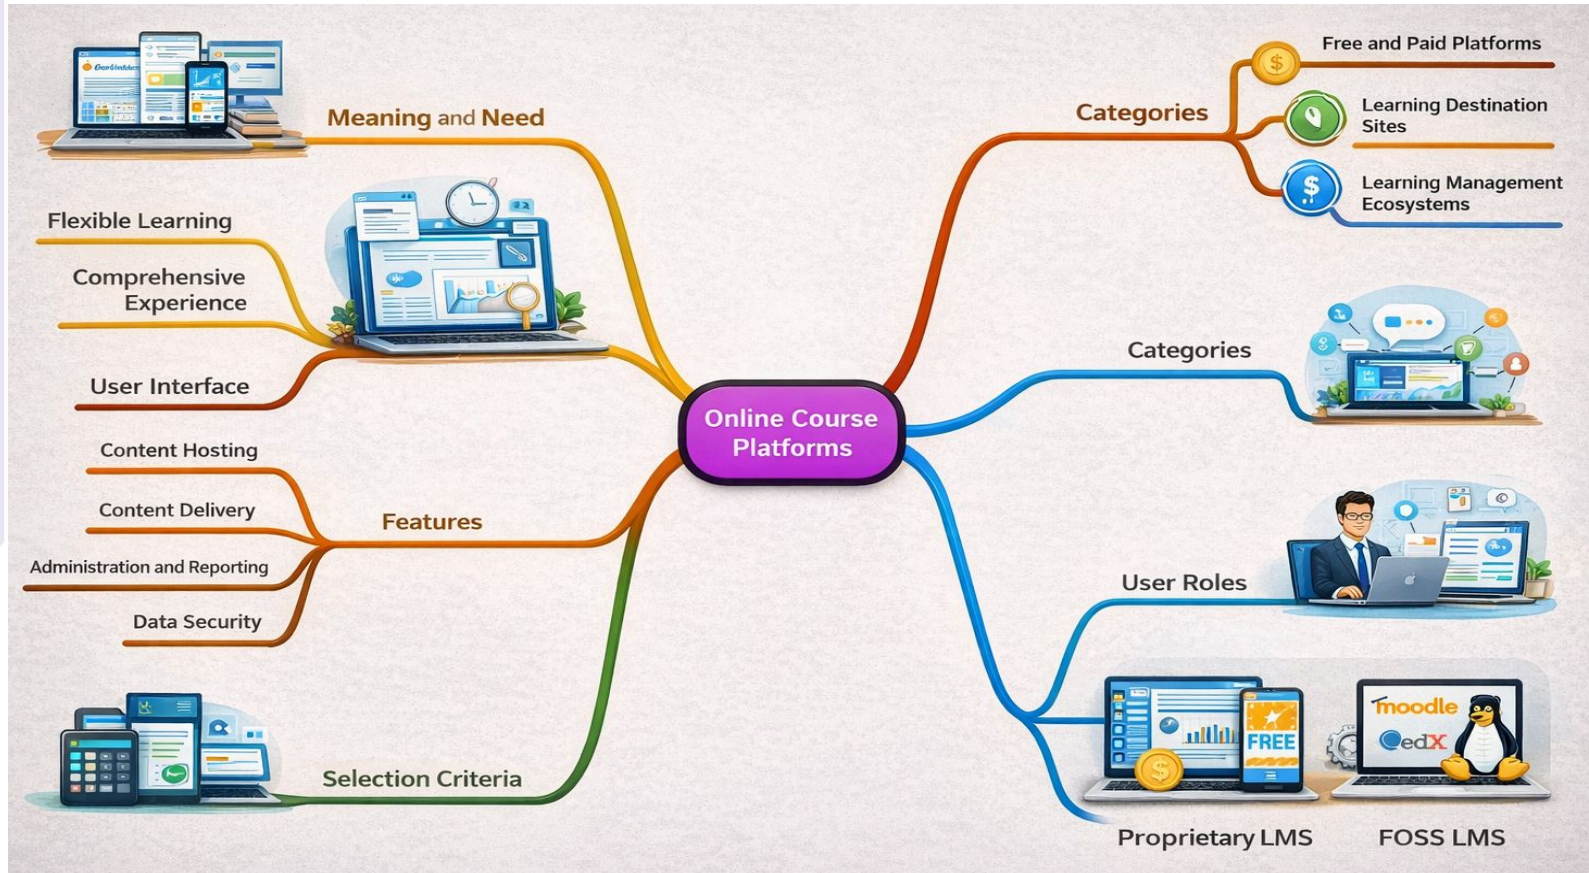 Meaning and Need
Flexible Learning
Comprehensive
Experience
User Interface
Content Hosting
Content Delivery
Features
Administration and Reporting
Data Security
Selection Criteria
Online Course
Platforms
Categories
Free and Paid Platforms
Learning Destination
Sites
Learning Management
Ecosystems
Categories
User Roles
FREE
moodle
edX
Proprietary LMS
FOSS LMS